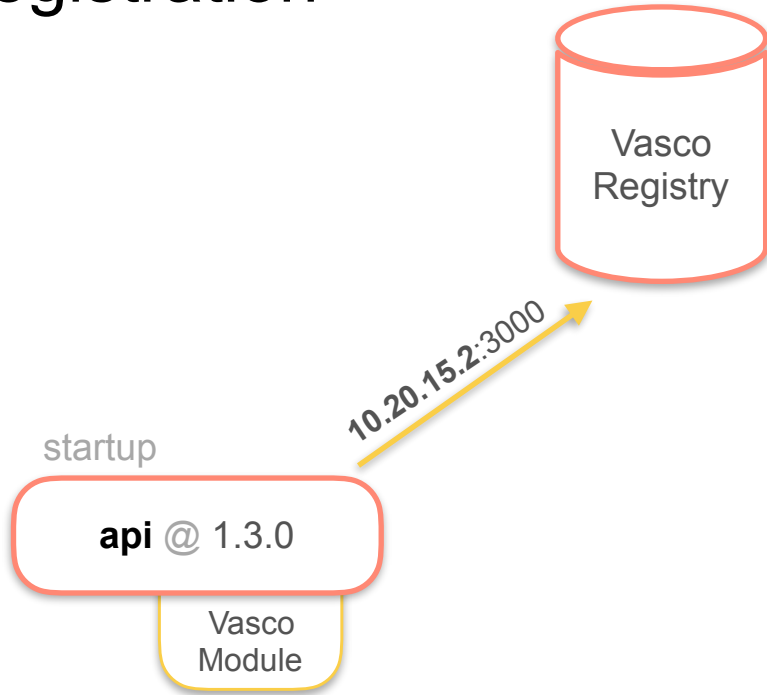 egistration
Vasco
Registry
10.20.15.2:3000
startup
api @ 1.3.0
Vasco
Module